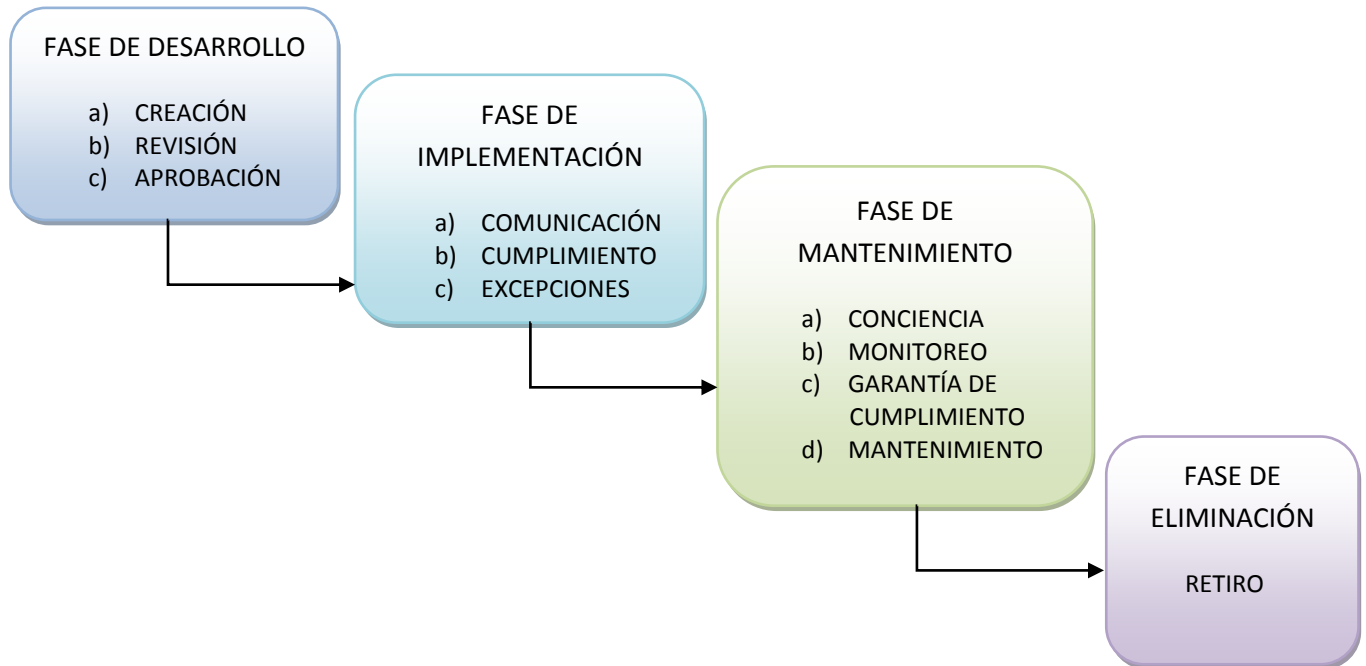 FASE DE DESARROLLO
a) CREACIÓN
b) REVISIÓN
c) APROBACIÓN
FASE DE
IMPLEMENTACIÓN
a) COMUNICACIÓN
b) CUMPLIMIENTO
c) EXCEPCIONES
FASE DE
MANTENIMIENTO
a) CONCIENCIA
b) MONITOREO
c) GARANTÍA DE
CUMPLIMIENTO
d) MANTENIMIENTO
FASE DE
ELIMINACIÓN
RETIRO